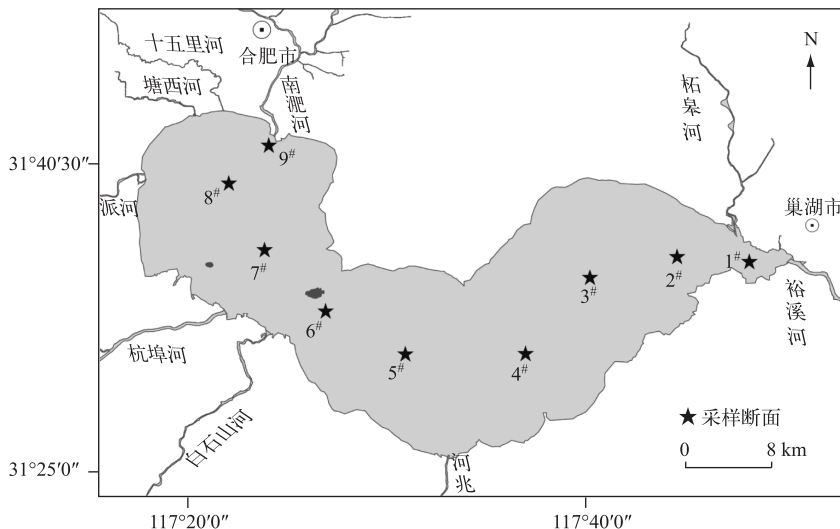 十五里河
合肥市
N
塘西河
南淝河
柘皋河
31°40′30″
9#
8#
派河
巢湖市
7#
1#
2#
3#
裕溪河
6#
杭埠河
5#
4#
白石山河
★采样断面
0 8 km
31°25′0″
河兆
117°20′0″
117°40′0″